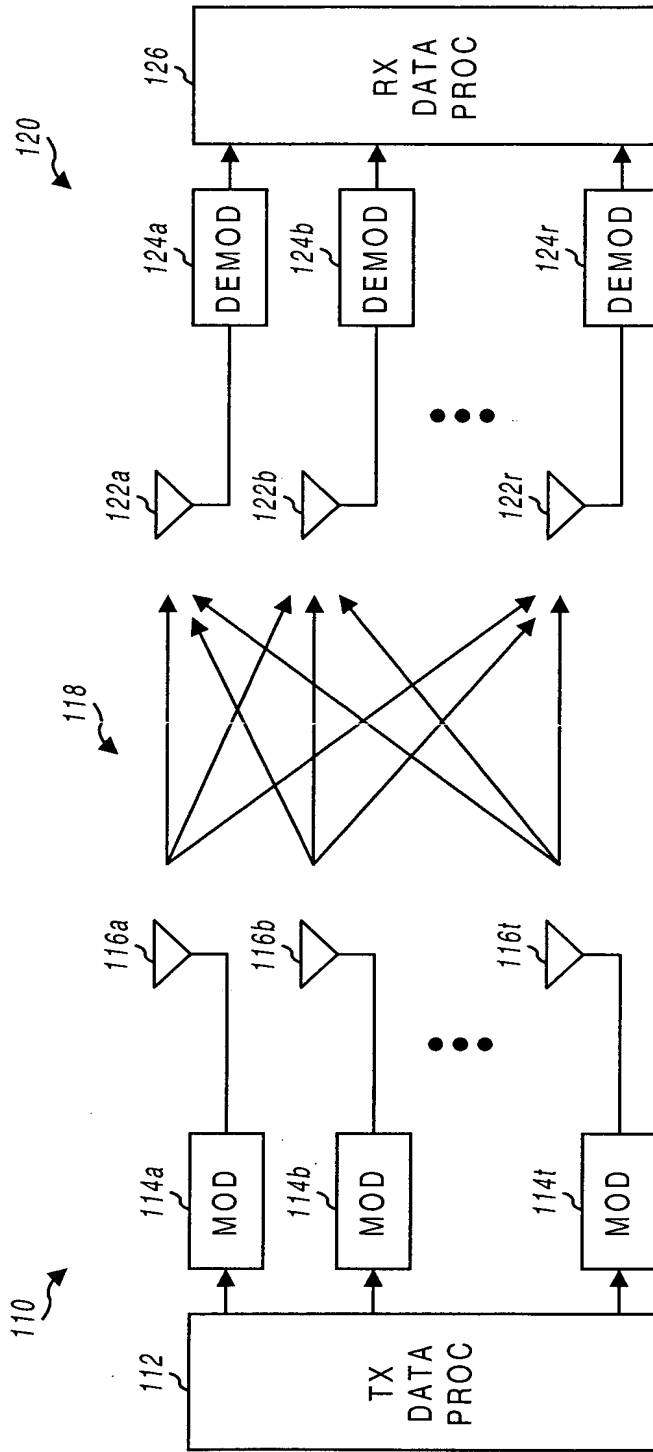 110
112
TX
DATA
PROC
114a
MOD
116a
114b
MOD
116b
114t
MOD
116t
118
120
122a
124a
DEMOD
122b
124b
DEMOD
122r
124r
DEMOD
126
RX
DATA
PROC